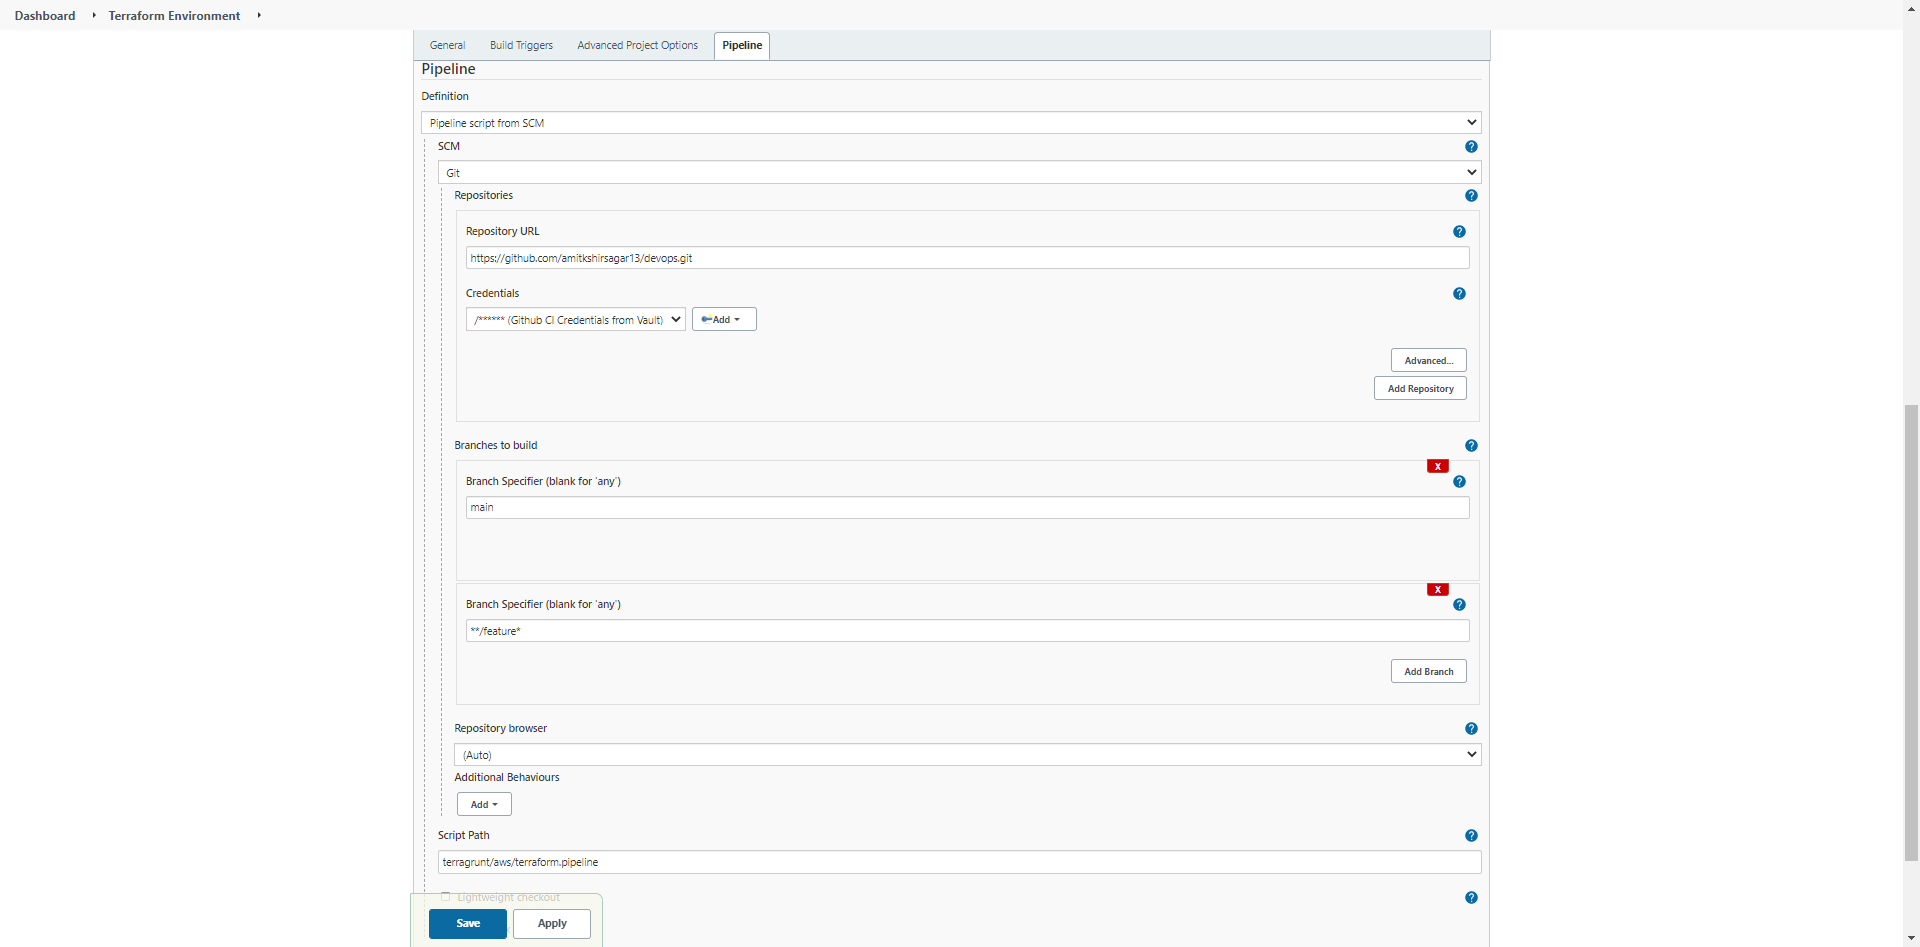 Dashboard Terraform Environment
General Build Triggers Advanced Project Options Pipeline
Pipeline
Definition
Pipeline script from SCM
SCM
?
Git
Repositories
?
Repository URL
?
https://github.com/amitkshirsagar13/devops.git
Credentials
?
/****** (Github CI Credentials from Vault)
Add
Advanced...
Add Repository
Branches to build
?
X
Branch Specifier (blank for 'any')
?
main
X
Branch Specifier (blank for 'any')
?
**/feature*
Add Branch
Repository browser
?
(Auto)
Additional Behaviours
Add
Script Path
?
terragrunt/aws/terraform.pipeline
Lightweight checkout
?
Save Apply